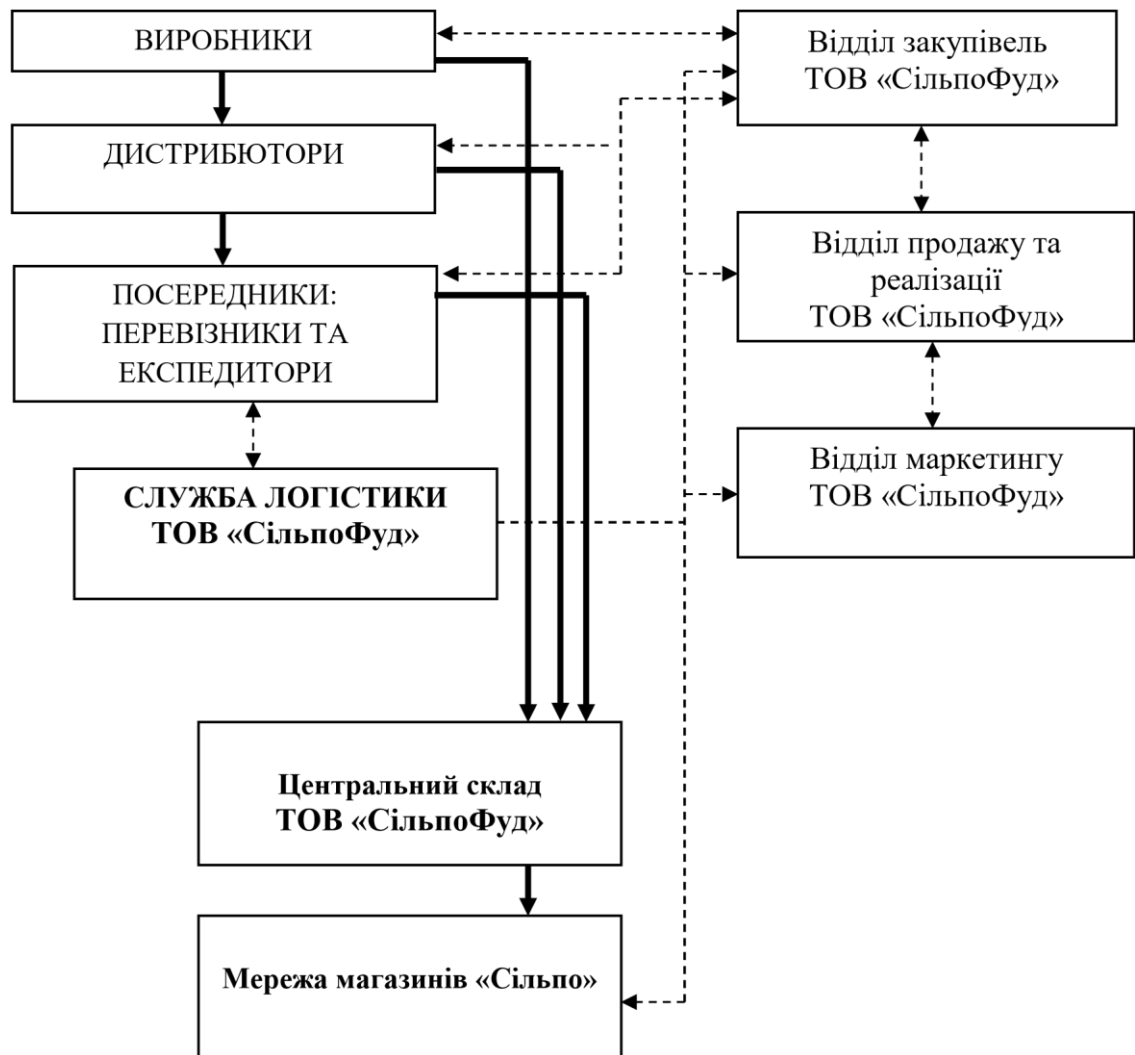 ВИРОБНИКИ
Відділ закупівель
ТОВ «СільпоФуд»
ДИСТРИБЮТОРИ
Відділ продажу та
реалізації
ТОВ «СільпоФуд»
ПОСЕРЕДНИКИ:
ПЕРЕВІЗНИКИ ТА
ЕКСПЕДИТОРИ
Відділ маркетингу
ТОВ «СільпоФуд»
СЛУЖБА ЛОГІСТИКИ
ТОВ «СільпоФуд»
Центральний склад
ТОВ «СільпоФуд»
Мережа магазинів «Сільпо»